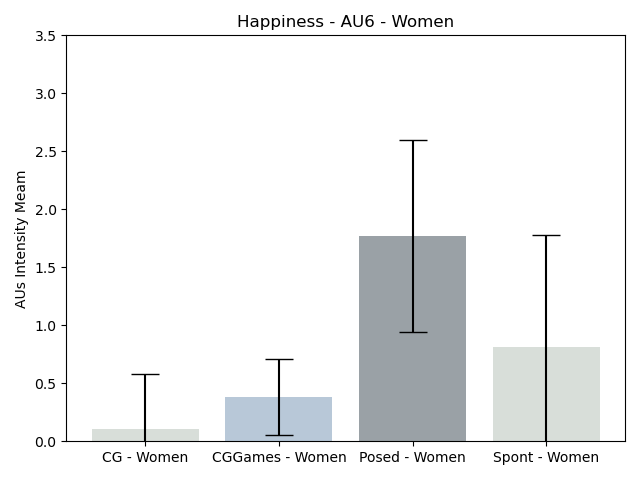 Happiness - AU6 - Women
AUs Intensity Meam
3.5
3.0
2.5
2.0
1.5
1.0
0.5
0.0
CG - Women
CGGames - Women
Posed - Women
Spont - Women